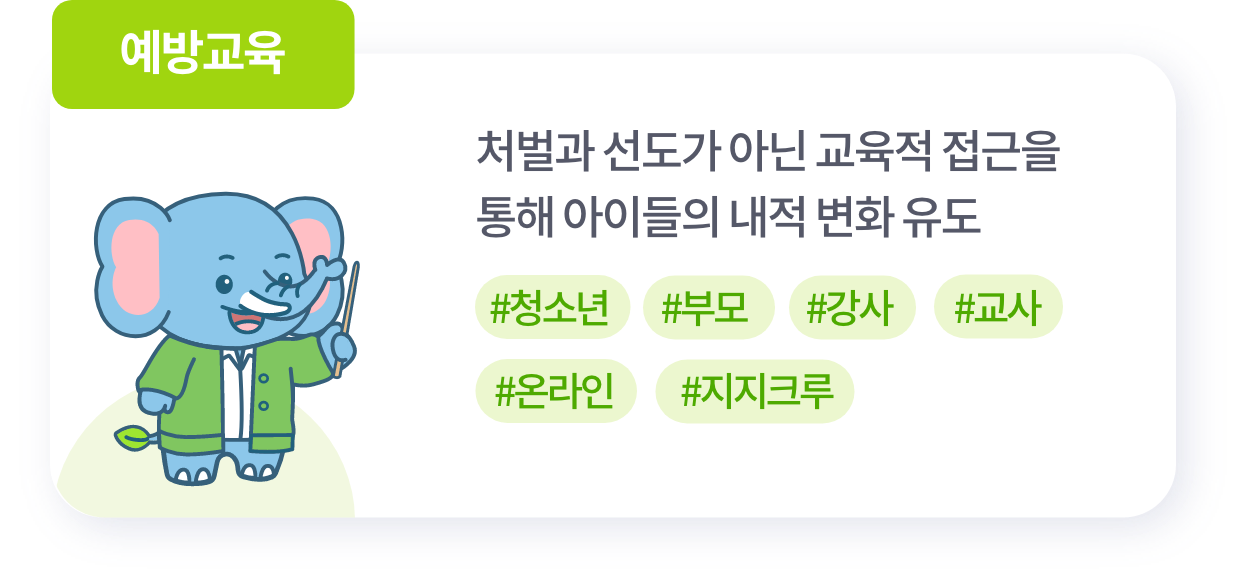 예방교육
처벌과 선도가 아닌 교육적 접근을
통해 아이들의 내적 변화 유도
#청소년 #부모 #강사 #교사
#온라인 #지지크루